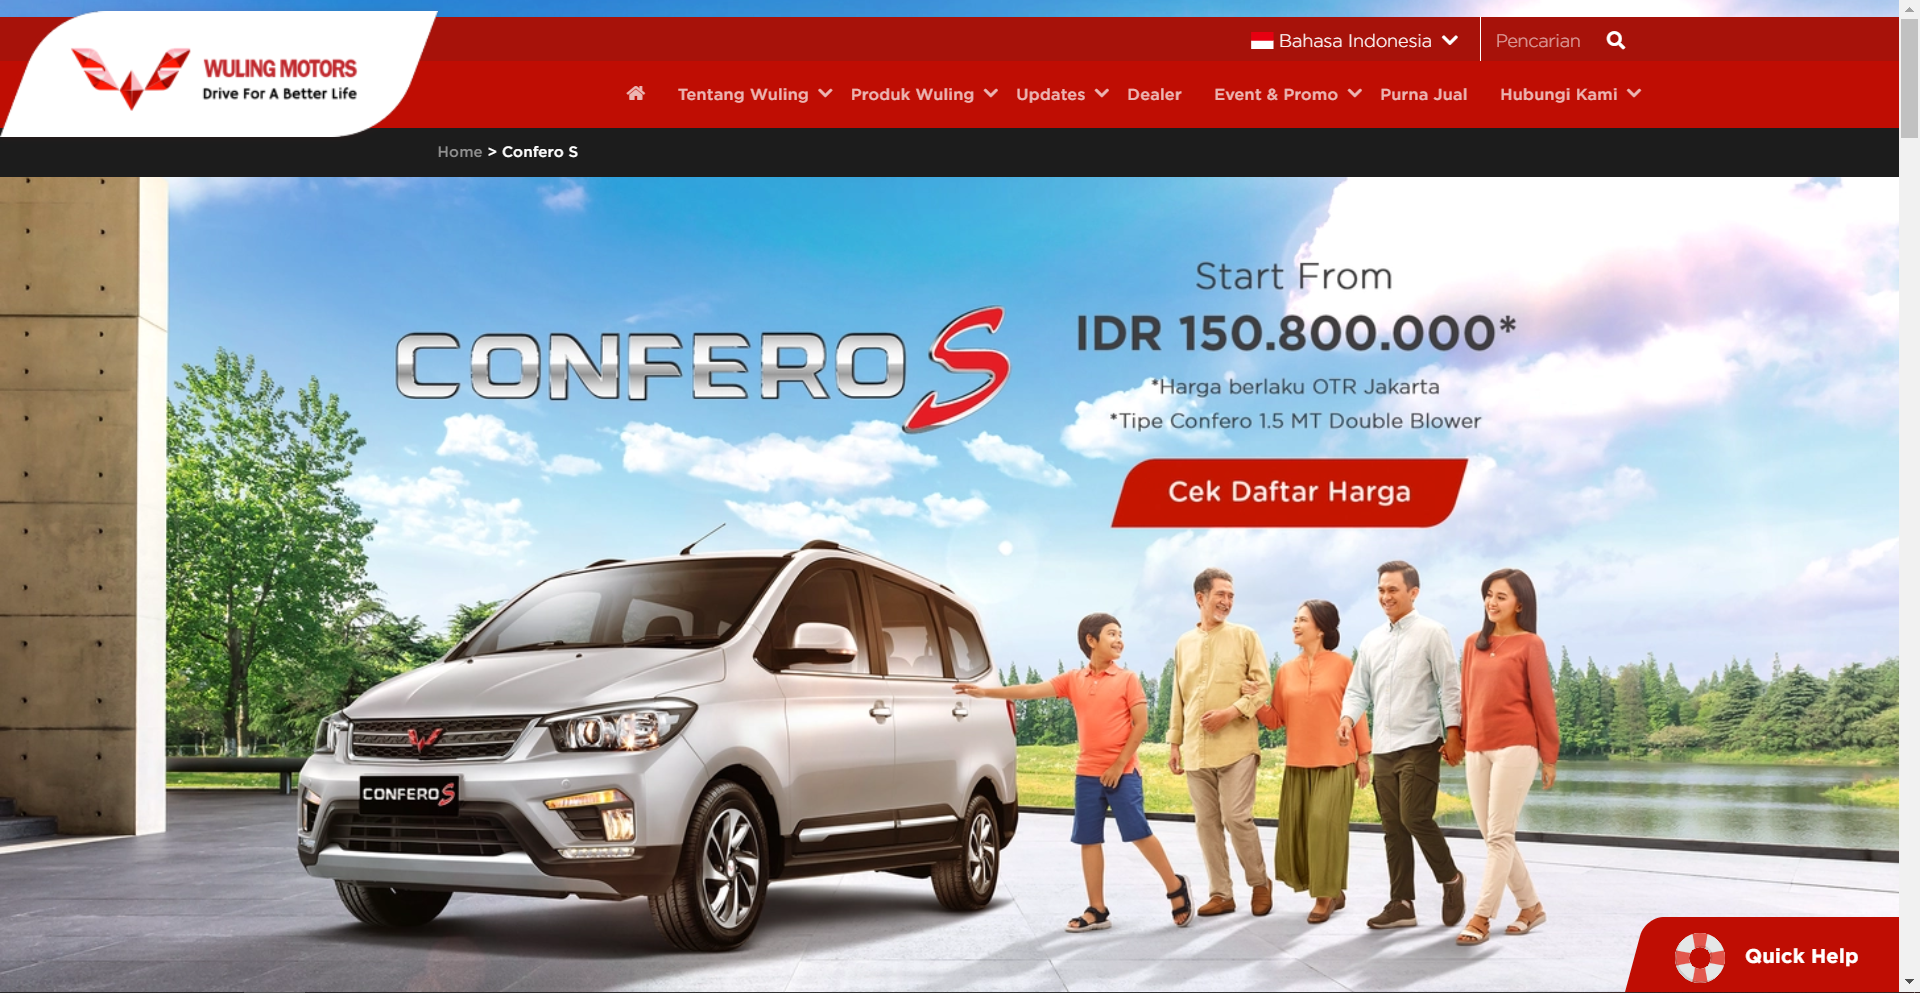 Bahasa Indonesia
Pencarian
WULING MOTORS
Drive For A Better Life
Tentang Wuling
Produk Wuling
Updates
Dealer
Event & Promo
Purna Jual
Hubungi Kami
Home > Confero S
CONFERO S
Start From
IDR 150.800.000*
*Harga berlaku OTR Jakarta
*Tipe Confero 1.5 MT Double Blower
Cek Daftar Harga
CONFERO S
Quick Help